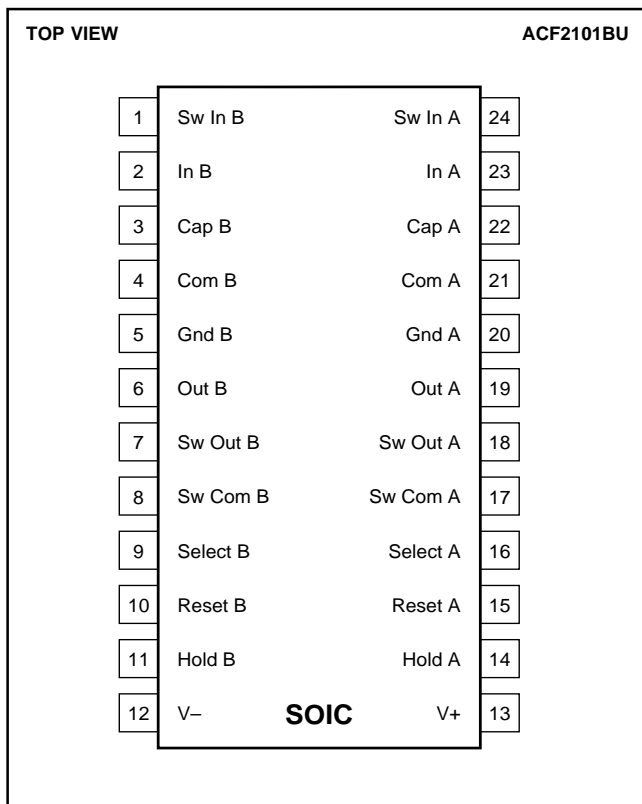 TOP VIEW ACF2101BU
1 Sw In B Sw In A 24
2 In B In A 23
3 Cap B Cap A 22
4 Com B Com A 21
5 Gnd B Gnd A 20
6 Out B Out A 19
7 Sw Out B Sw Out A 18
8 Sw Com B Sw Com A 17
9 Select B Select A 16
10 Reset B Reset A 15
11 Hold B Hold A 14
12 V– SOIC V+ 13